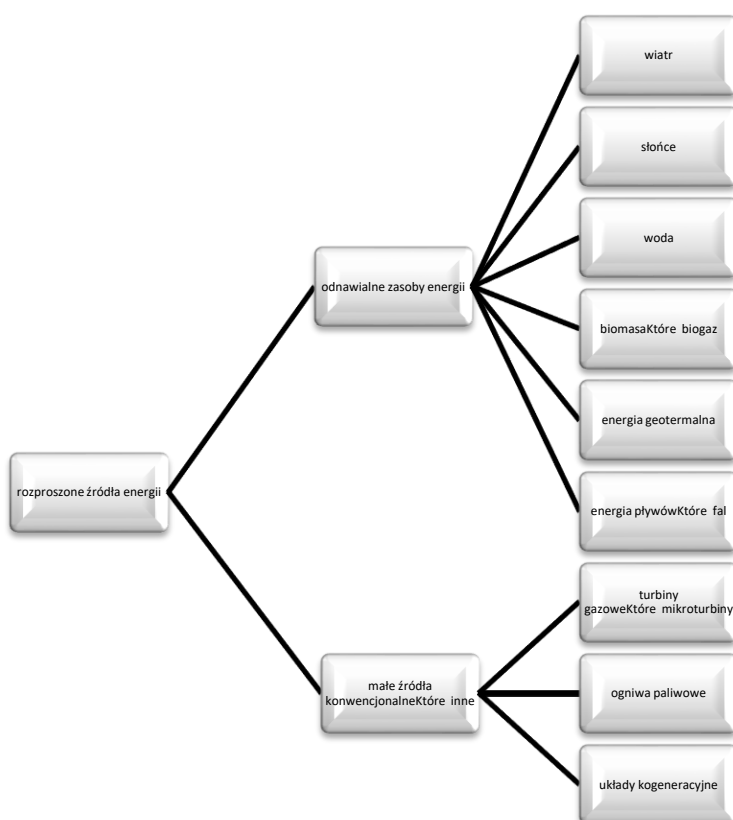 wiatr
słońce
woda
odnawialne zasoby energii
biomasaKtóre biogaz
energia geotermalna
rozproszone źródła energii
energia pływówKtóre fal
turbiny
gazoweKtóre mikroturbiny
małe źródła
konwencjonalneKtóre inne
ogniwa paliwowe
układy kogeneracyjne